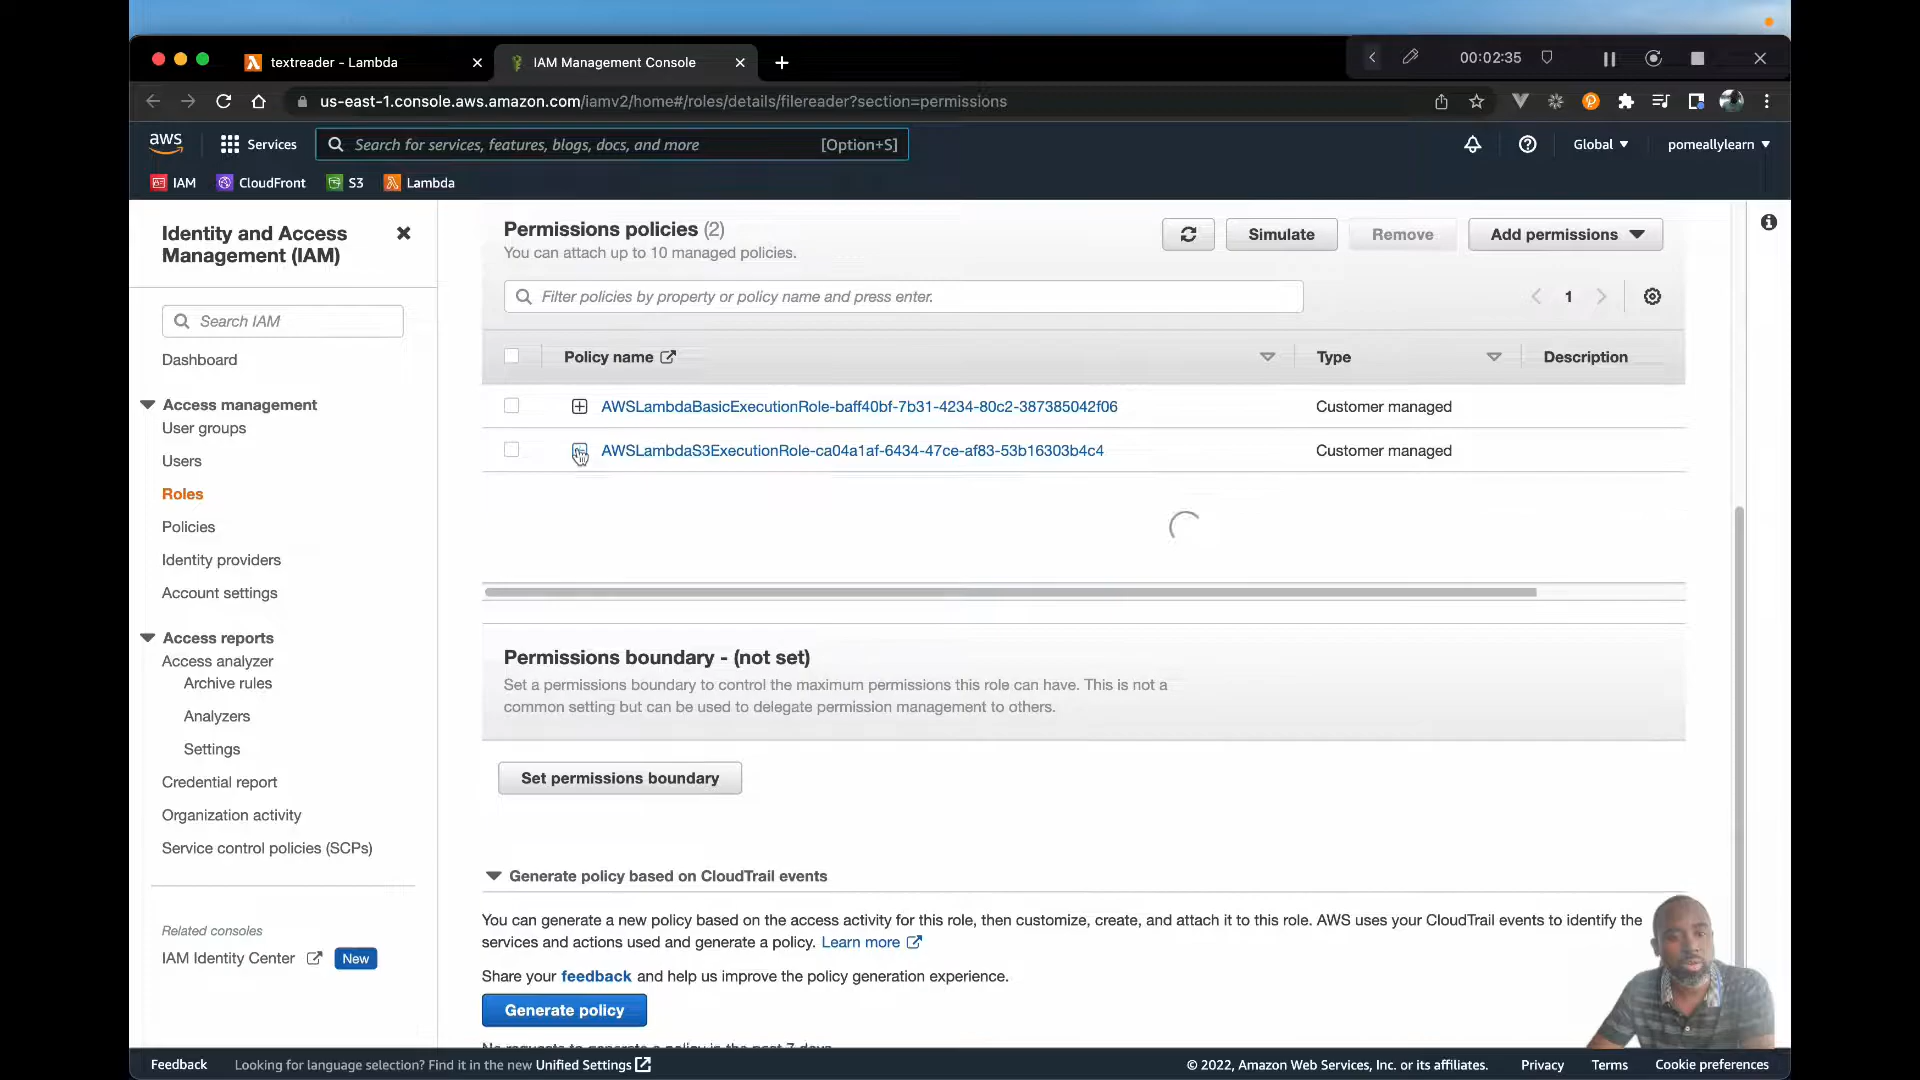 textreader - Lambda
IAM Management Console
00:02:35
us-east-1.console.aws.amazon.com/iamv2/home#/roles/details/filereader?section=permissions
aws
Services
Search for services, features, blogs, docs, and more
[Option+S]
Global
pomeallylearn
IAM
CloudFront
S3
Lambda
Identity and Access
Management (IAM)
Search IAM
Dashboard
Access management
User groups
Users
Roles
Policies
Identity providers
Account settings
Access reports
Access analyzer
Archive rules
Analyzers
Settings
Credential report
Organization activity
Service control policies (SCPs)
Related consoles
IAM Identity Center
New
Permissions policies (2)
You can attach up to 10 managed policies.
Simulate
Remove
Add permissions
Filter policies by property or policy name and press enter.
1
Policy name
Type
Description
AWSLambdaBasicExecutionRole-baff40bf-7b31-4234-80c2-387385042f06
Customer managed
AWSLambdaS3ExecutionRole-ca04a1af-6434-47ce-af83-53b16303b4c4
Customer managed
Permissions boundary - (not set)
Set a permissions boundary to control the maximum permissions this role can have. This is not a
common setting but can be used to delegate permission management to others.
Set permissions boundary
Generate policy based on CloudTrail events
You can generate a new policy based on the access activity for this role, then customize, create, and attach it to this role. AWS uses your CloudTrail events to identify the
services and actions used and generate a policy. Learn more
Share your feedback and help us improve the policy generation experience.
Generate policy
No requests to generate a policy in the past 7 days.
Feedback
Looking for language selection? Find it in the new Unified Settings
© 2022, Amazon Web Services, Inc. or its affiliates.
Privacy
Terms
Cookie preferences